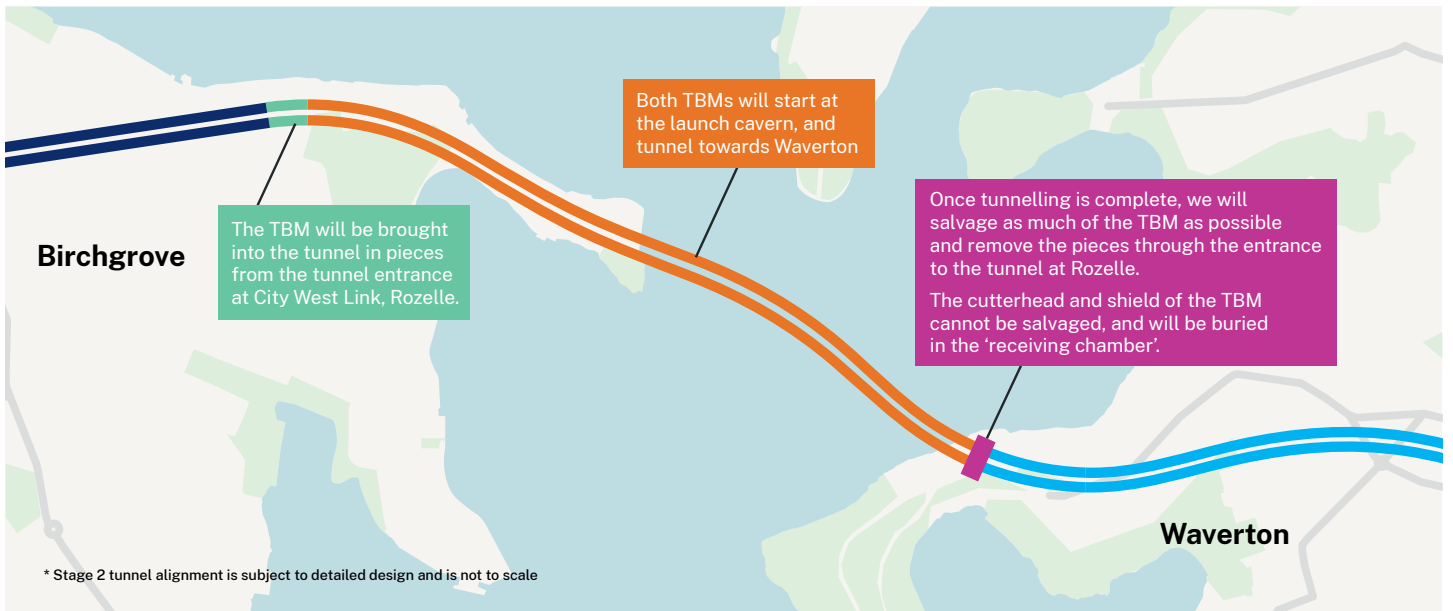 Both TBMs will start at
the launch cavern, and
tunnel towards Waverton
Once tunnelling is complete, we will
salvage as much of the TBM as possible
and remove the pieces through the entrance
to the tunnel at Rozelle.
The cutterhead and shield of the TBM
cannot be salvaged, and will be buried
in the ‘receiving chamber’.
The TBM will be brought
into the tunnel in pieces
from the tunnel entrance
at City West Link, Rozelle.
Birchgrove
Waverton
* Stage 2 tunnel alignment is subject to detailed design and is not to scale